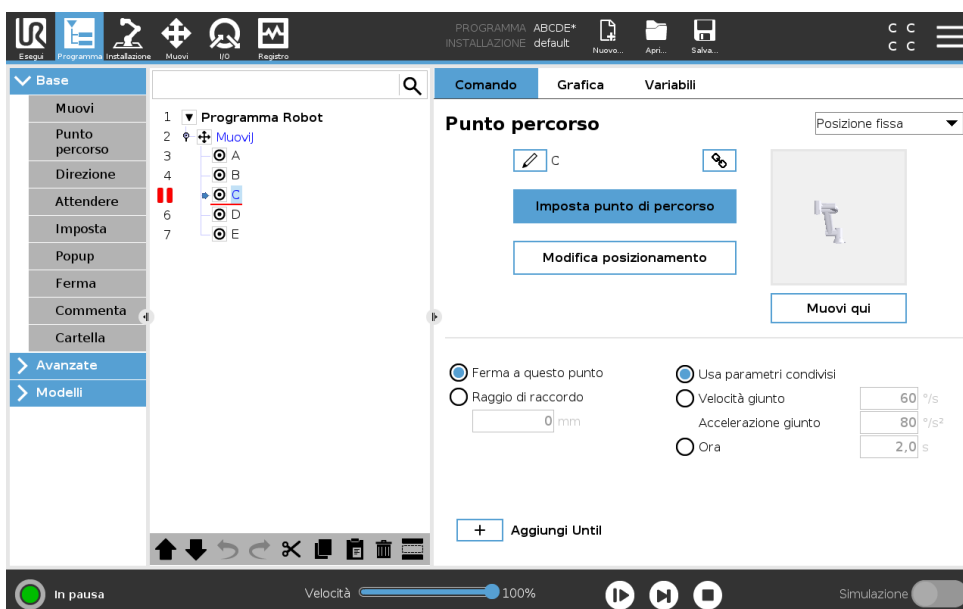 UR
Esegui
Programma
Installazione
Muovi
I/O
Registro
PROGRAMMA ABCDE*
INSTALLAZIONE default
Nuovo...
Apri...
Salva...
C C
C C
Base
Muovi
Punto
percorso
Direzione
Attendere
Imposta
Popup
Ferma
Commenta
Cartella
Avanzate
Modelli
1 Programma Robot
2 MuoviJ
3 A
4 B
C
6 D
7 E
Comando
Grafica
Variabili
Punto percorso
Posizione fissa
C
Imposta punto di percorso
Modifica posizionamento
Muovi qui
Ferma a questo punto
Raggio di raccordo
0 mm
Usa parametri condivisi
Velocità giunto 60 °/s
Accelerazione giunto 80 °/s²
Ora 2,0 s
+ Aggiungi Until
In pausa
Velocità 100%
Simulazione